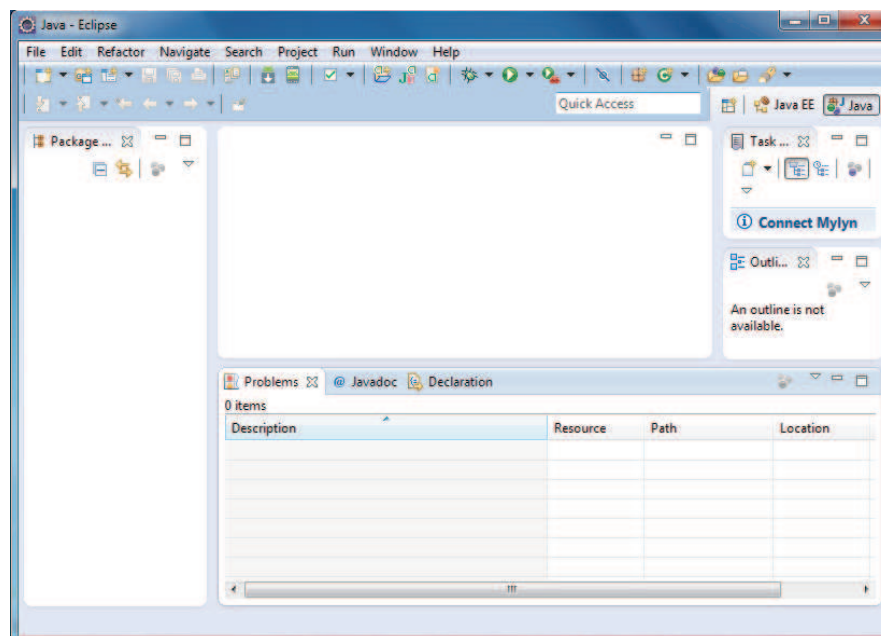 Java - Eclipse
File Edit Refactor Navigate Search Project Run Window Help
Quick Access
Java EE
Java
Package ...
Task ...
Connect Mylyn
Outli...
An outline is not
available.
Problems @ Javadoc Declaration
0 items
Description Resource Path Location